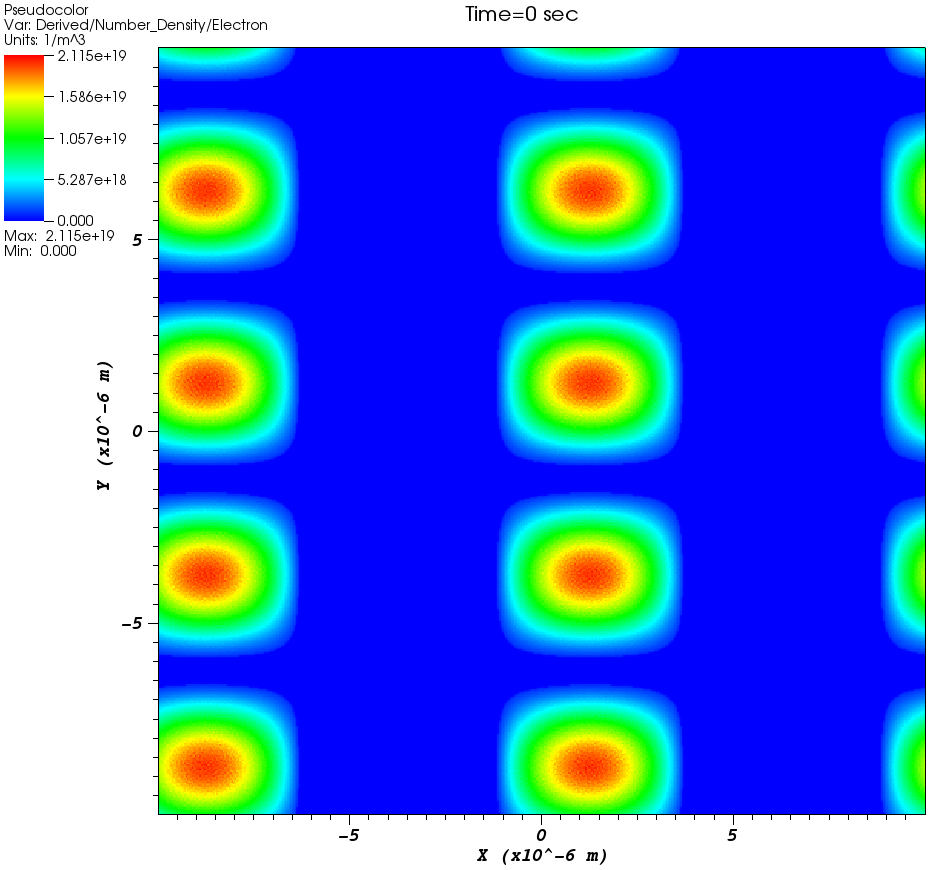 Pseudocolor
Var: Derived/Number_Density/Electron
Units: 1/m^3
2.115e+19
1.586e+19
1.057e+19
5.287e+18
0.000
Max: 2.115e+19
Min: 0.000
Time=0 sec
5
0
-5
Y (x10^-6 m)
-5
0
5
X (x10^-6 m)